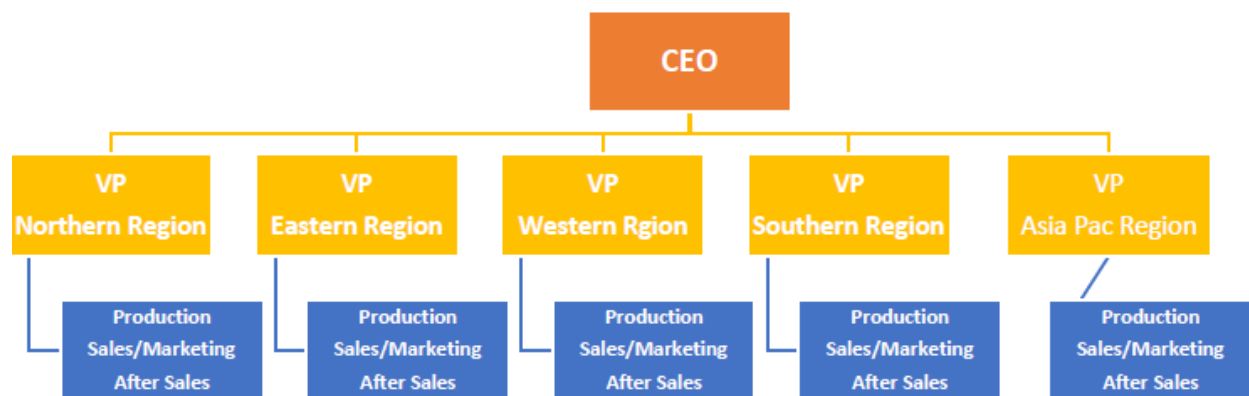 CEO
VP
Northern Region
VP
Eastern Region
VP
Western Rgion
VP
Southern Region
VP
Asia Pac Region
Production
Sales/Marketing
After Sales
Production
Sales/Marketing
After Sales
Production
Sales/Marketing
After Sales
Production
Sales/Marketing
After Sales
Production
Sales/Marketing
After Sales